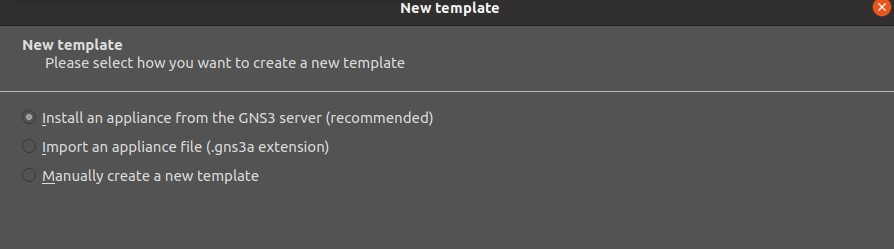 New template
New template
Please select how you want to create a new template
Install an appliance from the GNS3 server (recommended)
Import an appliance file (.gns3a extension)
Manually create a new template